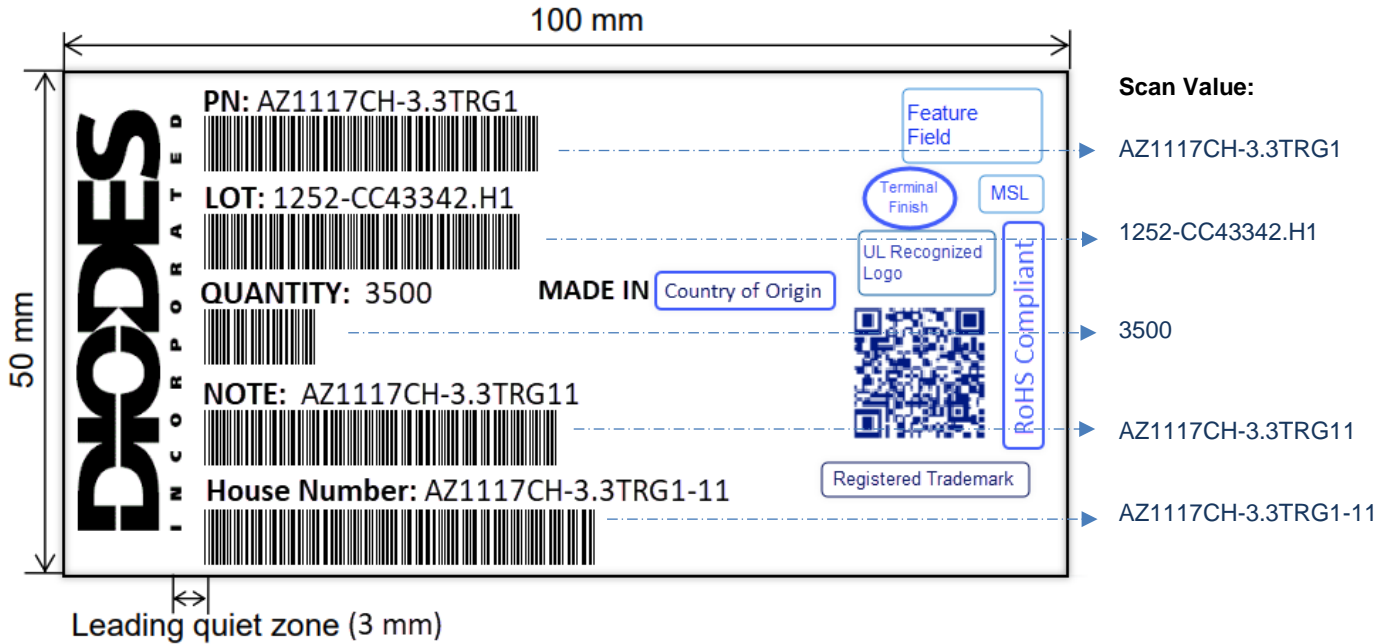 100 mm
50 mm
DIODES
INCORPORATED
PN: AZ1117CH-3.3TRG1
LOT: 1252-CC43342.H1
QUANTITY: 3500
MADE IN Country of Origin
NOTE: AZ1117CH-3.3TRG11
House Number: AZ1117CH-3.3TRG1-11
Feature
Field
Terminal
Finish
MSL
UL Recognized
Logo
RoHS Compliant
Registered Trademark
Scan Value:
AZ1117CH-3.3TRG1
1252-CC43342.H1
3500
AZ1117CH-3.3TRG11
AZ1117CH-3.3TRG1-11
Leading quiet zone (3 mm)